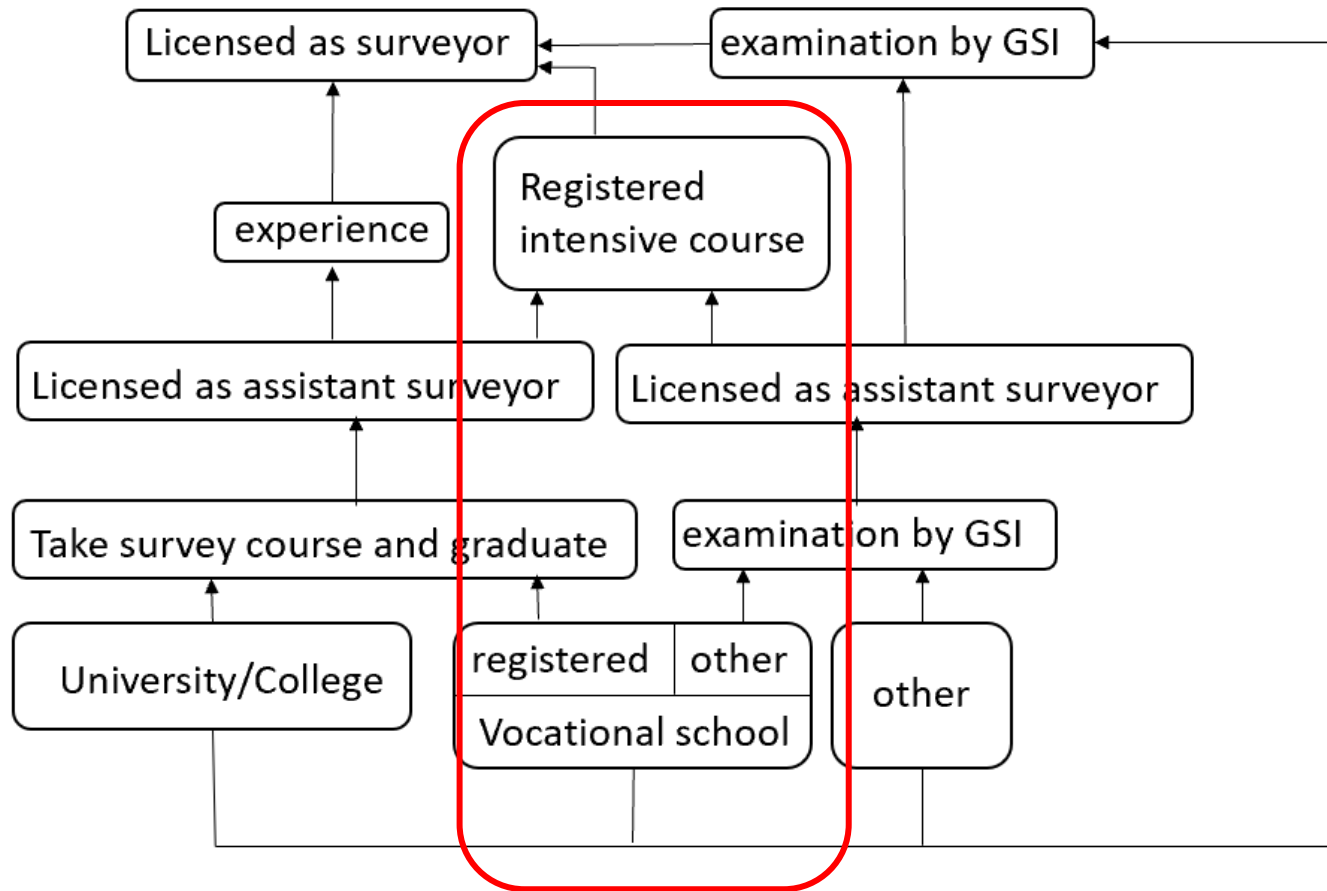 Licensed as surveyor
examination by GSI
Registered
intensive course
experience
Licensed as assistant surveyor
Licensed as assistant surveyor
Take survey course and graduate
examination by GSI
University/College
registered
other
Vocational school
other